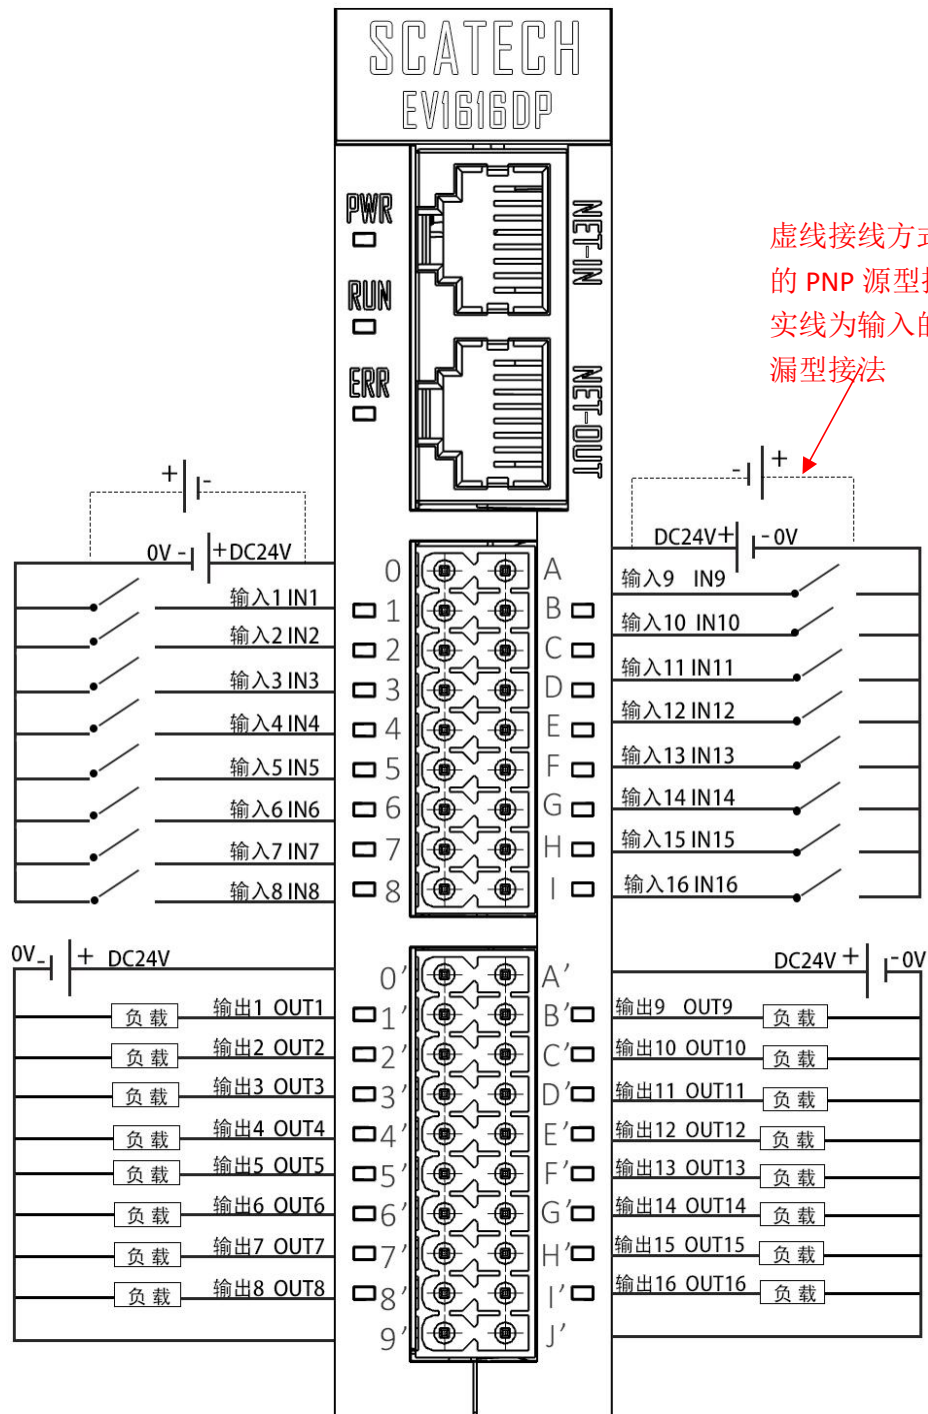 SCATECH
EV1616DP
PWR
RUN
ERR
NET-IN
NET-OUT
虚线接线方式
的 PNP 源型接
实线为输入的
漏型接法
+ -
- +
0V - + DC24V
DC24V + - 0V
0 A
输入1 IN1 1 B 输入9 IN9
输入2 IN2 2 C 输入10 IN10
输入3 IN3 3 D 输入11 IN11
输入4 IN4 4 E 输入12 IN12
输入5 IN5 5 F 输入13 IN13
输入6 IN6 6 G 输入14 IN14
输入7 IN7 7 H 输入15 IN15
输入8 IN8 8 I 输入16 IN16
0V - + DC24V
DC24V + - 0V
0′ A′
负载 输出1 OUT1 1′ B′ 输出9 OUT9 负载
负载 输出2 OUT2 2′ C′ 输出10 OUT10 负载
负载 输出3 OUT3 3′ D′ 输出11 OUT11 负载
负载 输出4 OUT4 4′ E′ 输出12 OUT12 负载
负载 输出5 OUT5 5′ F′ 输出13 OUT13 负载
负载 输出6 OUT6 6′ G′ 输出14 OUT14 负载
负载 输出7 OUT7 7′ H′ 输出15 OUT15 负载
负载 输出8 OUT8 8′ I′ 输出16 OUT16 负载
9′ J′